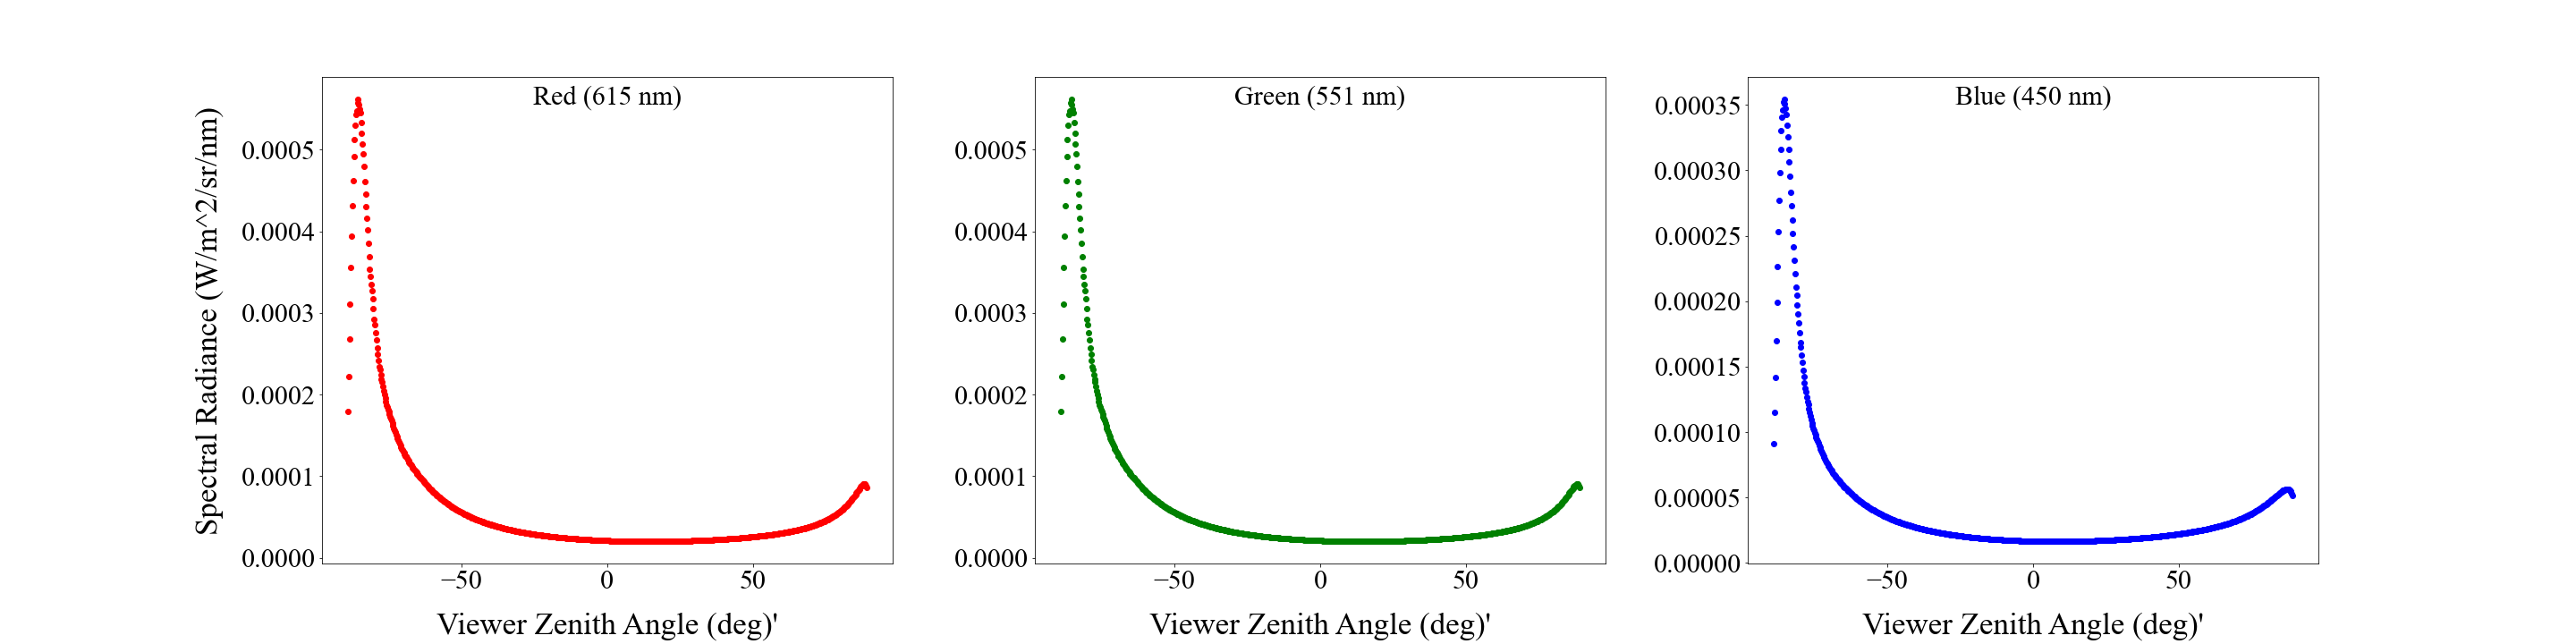 Spectral Radiance (W/m^2/sr/nm)
Red (615 nm)
0.0005
0.0004
0.0003
0.0002
0.0001
0.0000
−50 0 50
Viewer Zenith Angle (deg)'
Green (551 nm)
0.0005
0.0004
0.0003
0.0002
0.0001
0.0000
−50 0 50
Viewer Zenith Angle (deg)'
Blue (450 nm)
0.00035
0.00030
0.00025
0.00020
0.00015
0.00010
0.00005
0.00000
−50 0 50
Viewer Zenith Angle (deg)'